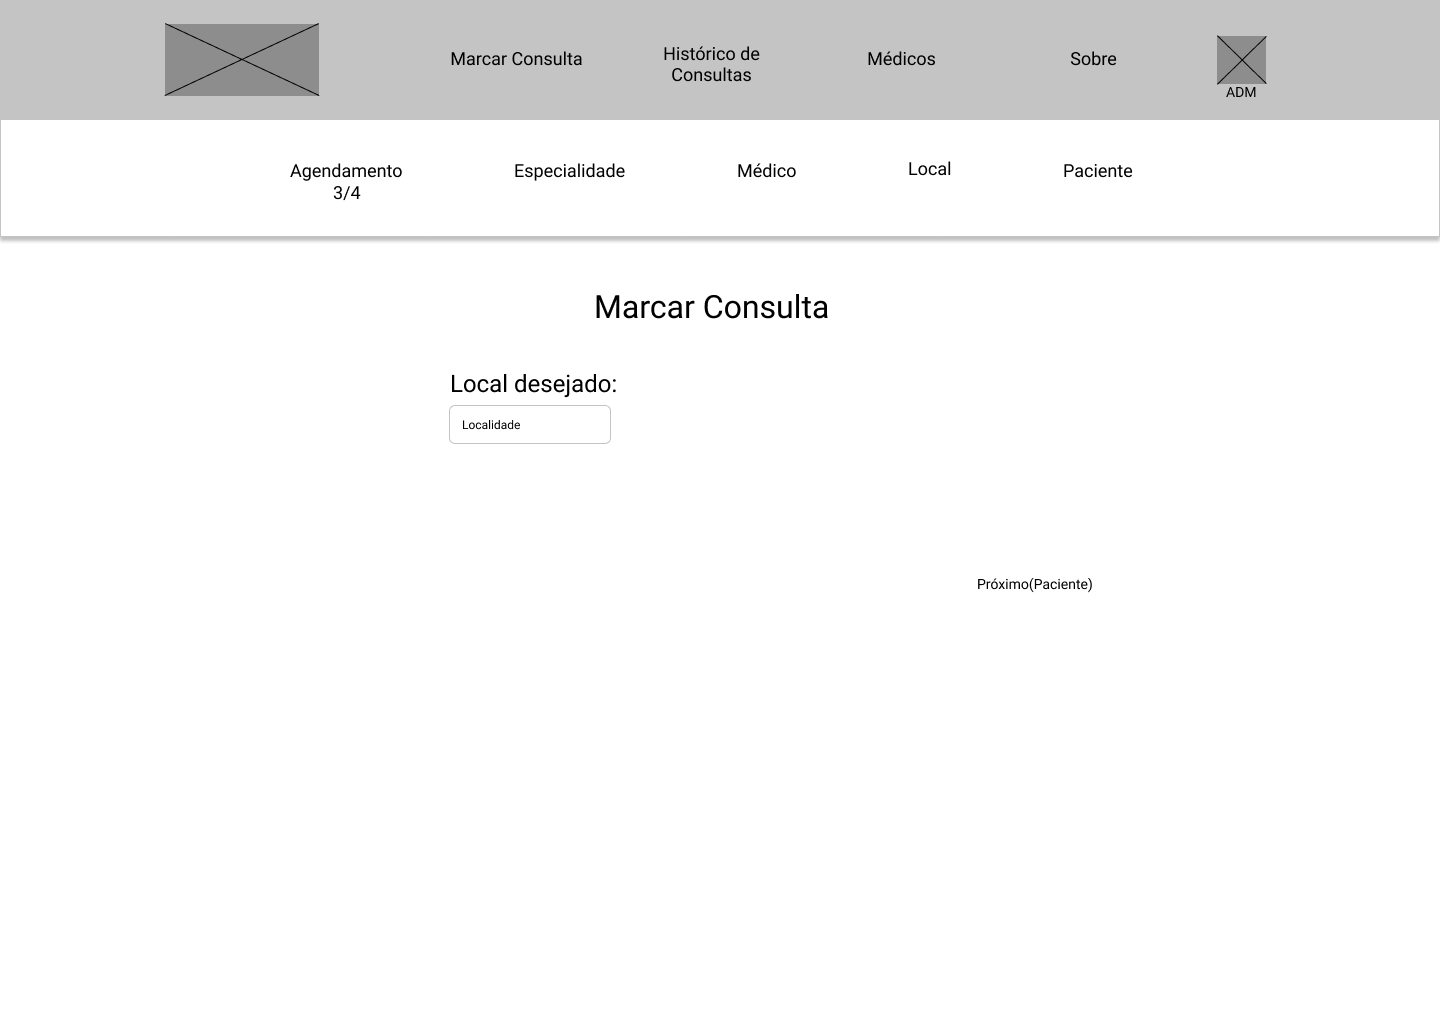 Marcar Consulta
Histórico de
Consultas
Médicos
Sobre
ADM
Agendamento
3/4
Especialidade
Médico
Local
Paciente
Marcar Consulta
Local desejado:
Localidade
Próximo(Paciente)